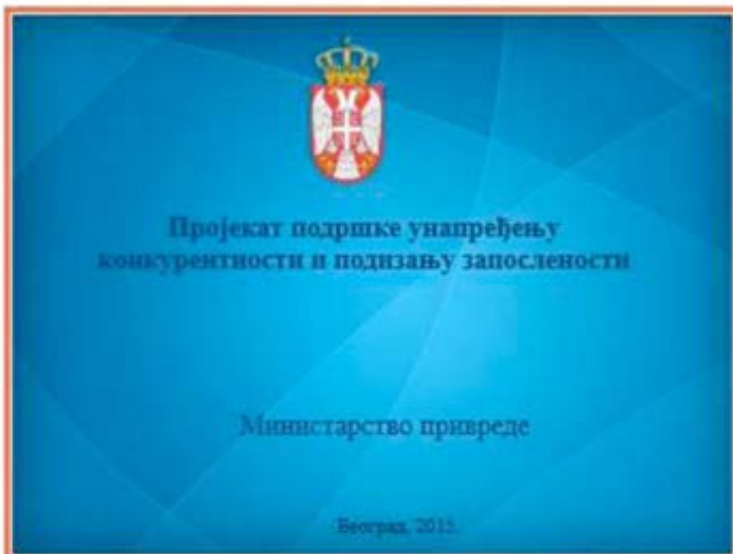 Пројекат подршке унапређењу
конкурентности и подизању запослености
Министарство привреде
Београд, 2015.